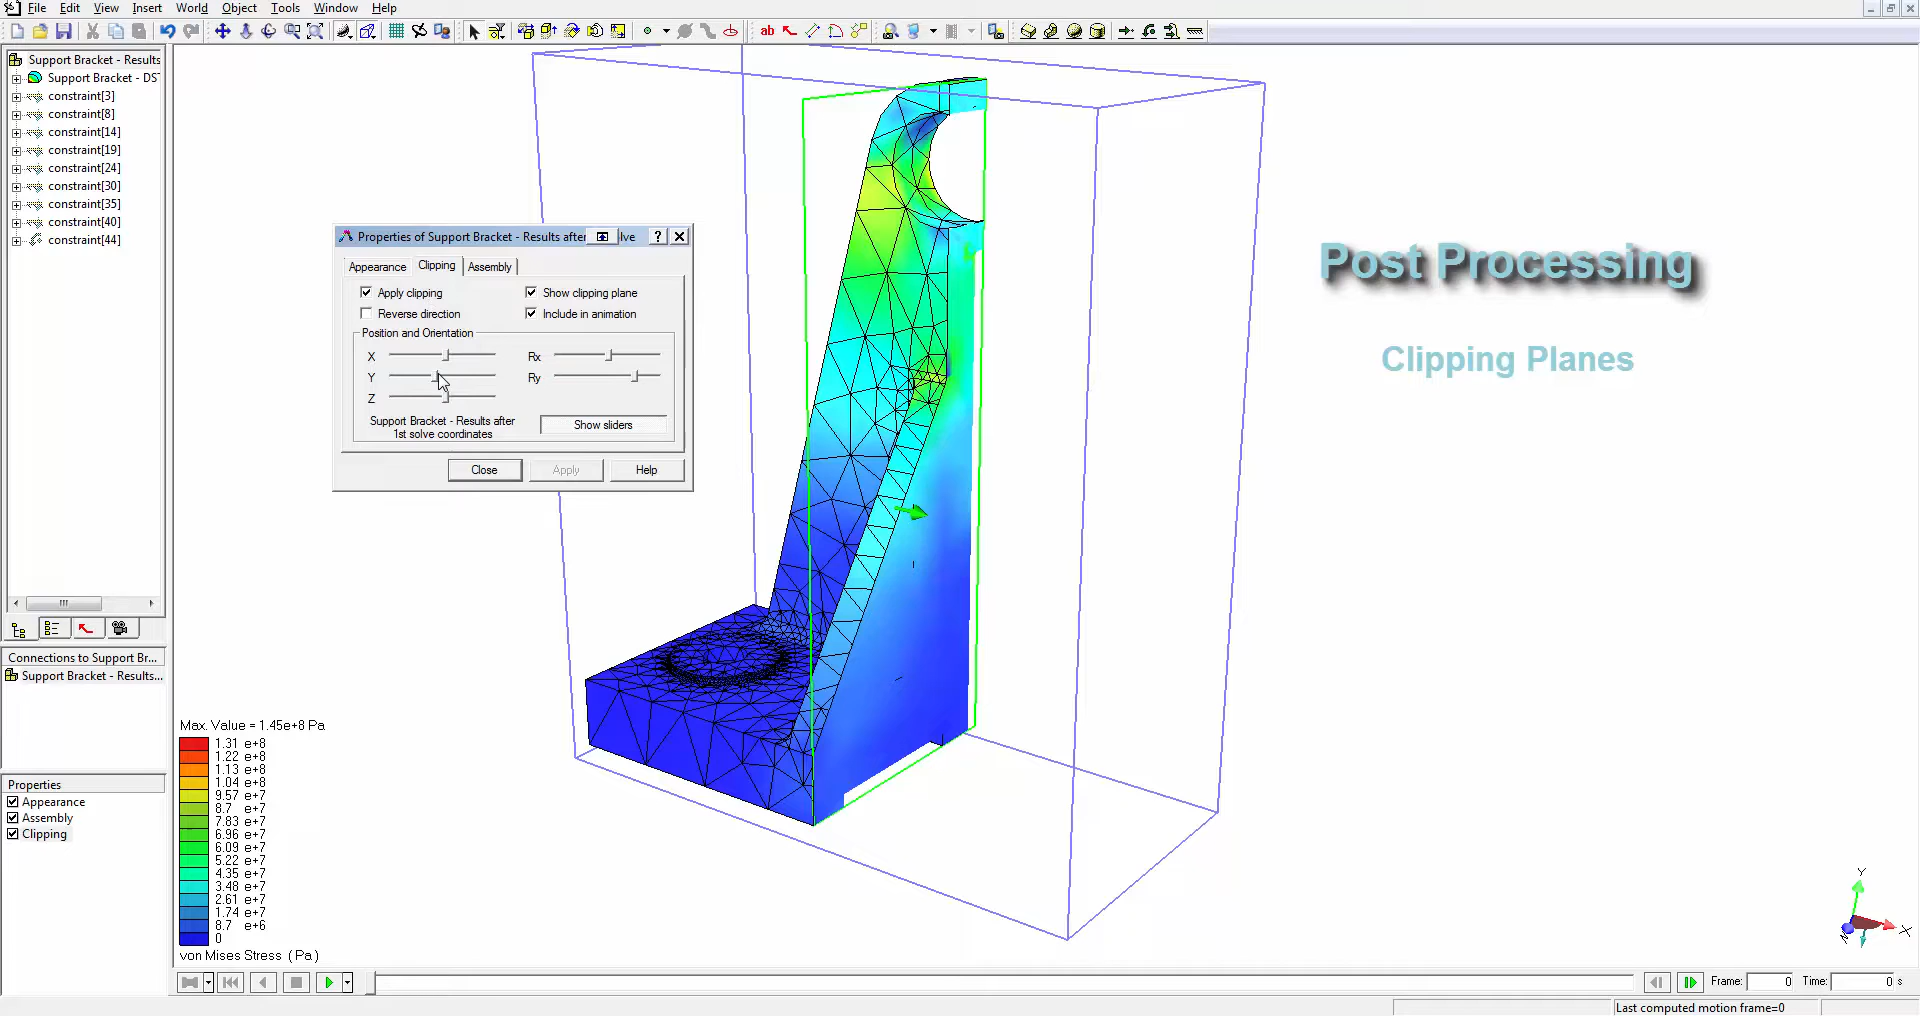 File Edit View Insert World Object Tools Window Help
ab
Support Bracket - Results
Support Bracket - DST
constraint[3]
constraint[8]
constraint[14]
constraint[19]
constraint[24]
constraint[30]
constraint[35]
constraint[40]
constraint[44]
Connections to Support Br...
Support Bracket - Results...
Properties
Appearance
Assembly
Clipping
Properties of Support Bracket - Results after lve
Appearance Clipping Assembly
Apply clipping Show clipping plane
Reverse direction Include in animation
Position and Orientation
X Rx
Y Ry
Z
Support Bracket - Results after
1st solve coordinates
Show sliders
Close Apply Help
Post Processing
Clipping Planes
Max. Value = 1.45e+8 Pa
1.31 e+8
1.22 e+8
1.13 e+8
1.04 e+8
9.57 e+7
8.7 e+7
7.83 e+7
6.96 e+7
6.09 e+7
5.22 e+7
4.35 e+7
3.48 e+7
2.61 e+7
1.74 e+7
8.7 e+6
0
von Mises Stress ( Pa )
Y
X
Z
Frame: 0 Time: 0 s
Last computed motion frame=0